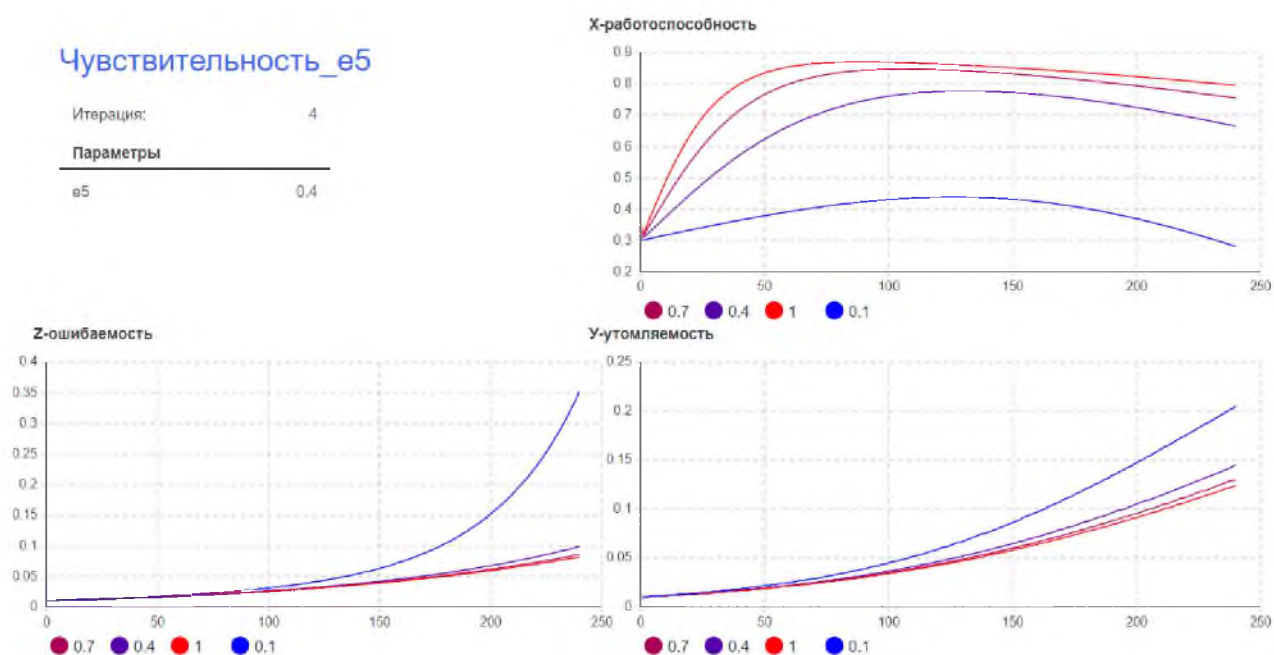 Чувствительность_e5
Итерация: 4
Параметры
e5 0.4
X-работоспособность
0.9
0.8
0.7
0.6
0.5
0.4
0.3
0.2
0 50 100 150 200 250
0.7 0.4 1 0.1
Z-ошибаемость
0.4
0.35
0.3
0.25
0.2
0.15
0.1
0.05
0
0 50 100 150 200 250
0.7 0.4 1 0.1
У-утомляемость
0.25
0.2
0.15
0.1
0.05
0
0 50 100 150 200 250
0.7 0.4 1 0.1